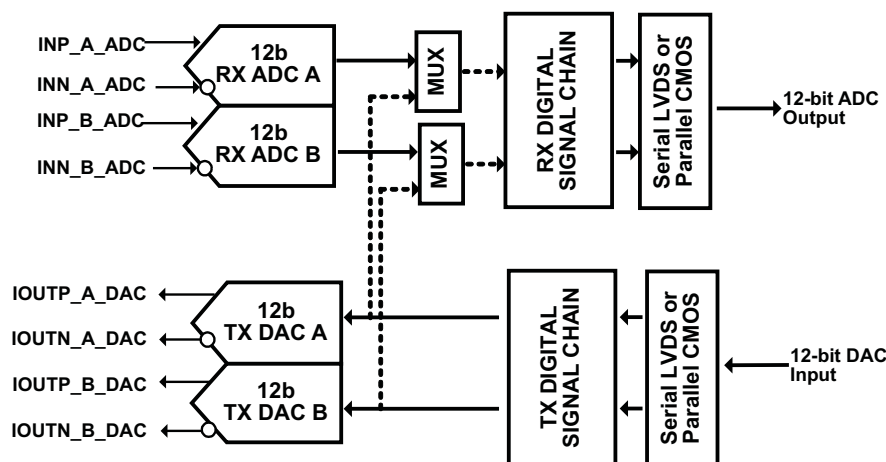 INP_A_ADC
INN_A_ADC
INP_B_ADC
INN_B_ADC
12b
RX ADC A
12b
RX ADC B
MUX
MUX
RX DIGITAL
SIGNAL CHAIN
Serial LVDS or
Parallel CMOS
12-bit ADC
Output
IOUTP_A_DAC
IOUTN_A_DAC
IOUTP_B_DAC
IOUTN_B_DAC
12b
TX DAC A
12b
TX DAC B
TX DIGITAL
SIGNAL CHAIN
Serial LVDS or
Parallel CMOS
12-bit DAC
Input